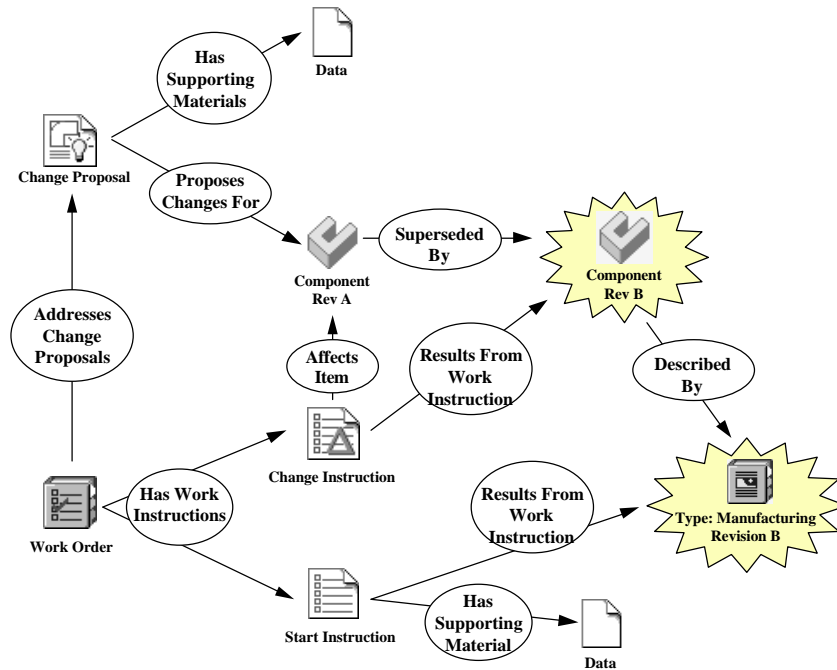 Has
Supporting
Materials
Data
Change Proposal
Proposes
Changes For
Superseded
By
Component
Rev A
Component
Rev B
Addresses
Change
Proposals
Affects
Item
Results From
Work
Instruction
Described
By
Change Instruction
Has Work
Instructions
Work Order
Results From
Work
Instruction
Type: Manufacturing
Revision B
Start Instruction
Has
Supporting
Material
Data